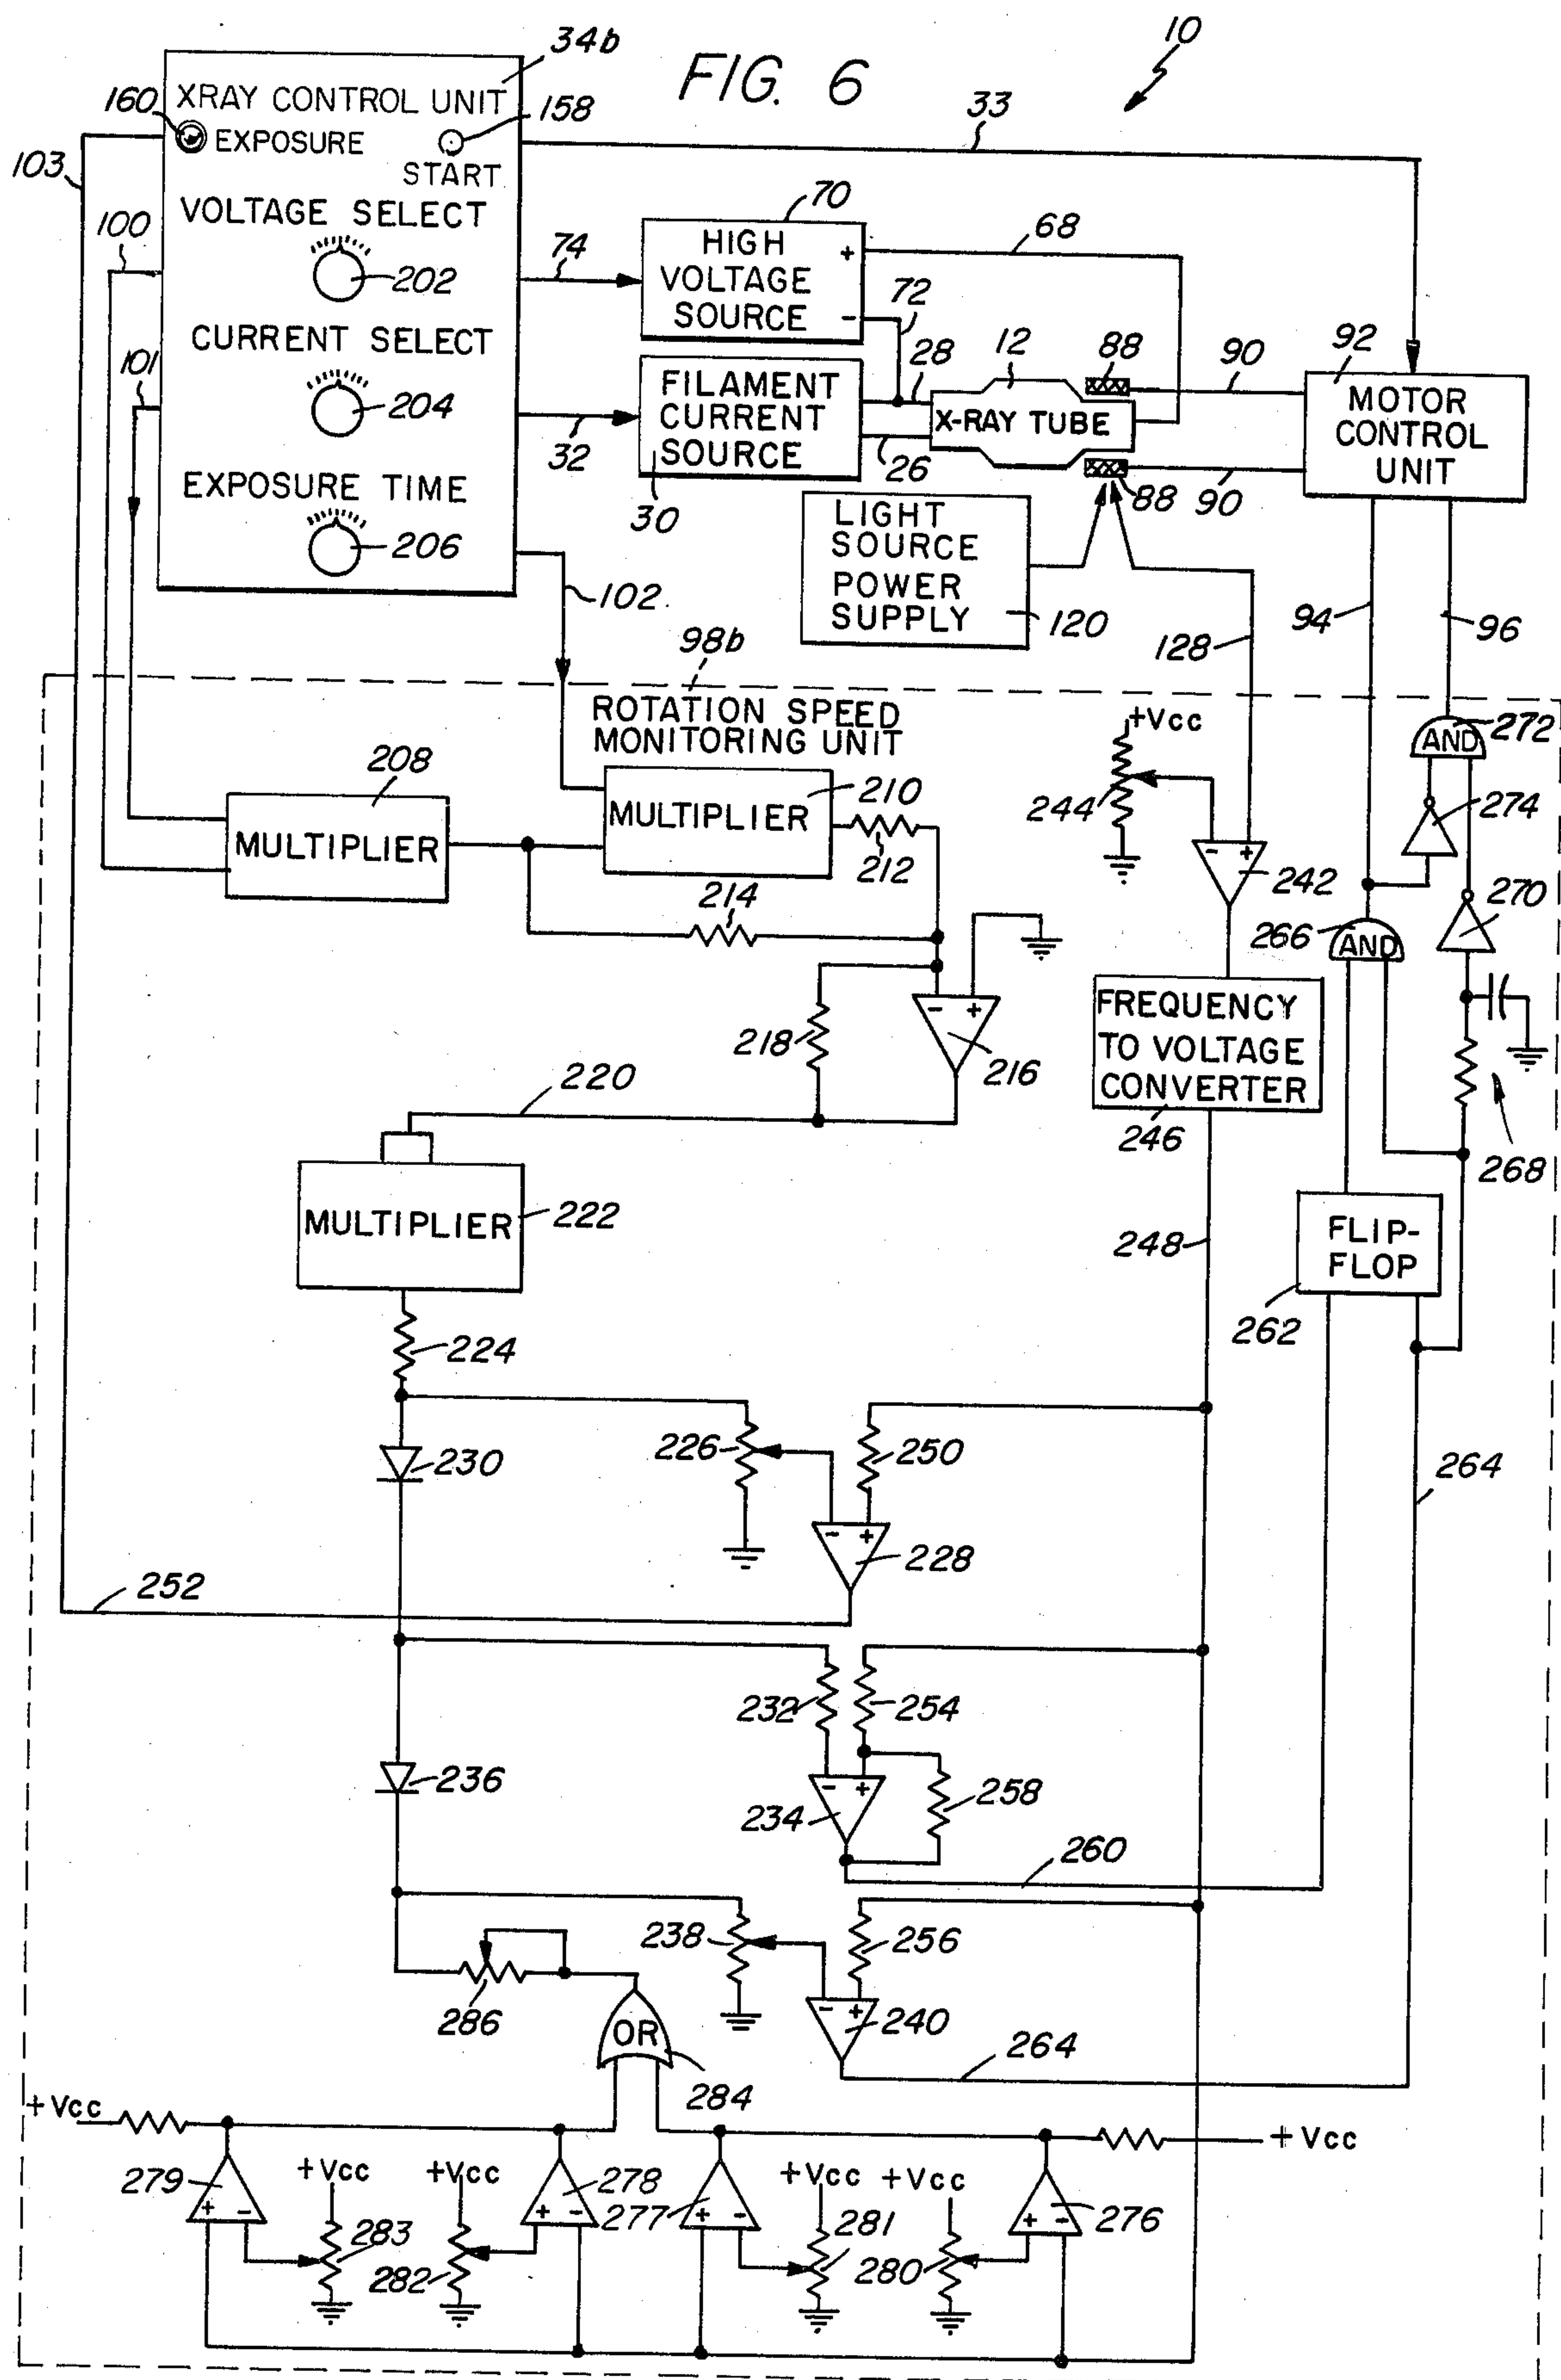 FIG. 6
10
34b
XRAY CONTROL UNIT
160
EXPOSURE
158
START
33
103
VOLTAGE SELECT
100
202
74
70
HIGH
VOLTAGE
SOURCE
+
-
68
72
CURRENT SELECT
101
204
32
FILAMENT
CURRENT
SOURCE
30
28
26
12
X-RAY TUBE
88
90
92
MOTOR
CONTROL
UNIT
88
90
EXPOSURE TIME
206
102
LIGHT
SOURCE
POWER
SUPPLY
120
128
94
96
98b
ROTATION SPEED
MONITORING UNIT
208
MULTIPLIER
210
MULTIPLIER
212
214
+Vcc
244
- +
242
AND
272
274
270
266
AND
- +
216
218
220
FREQUENCY
TO VOLTAGE
CONVERTER
246
268
MULTIPLIER
222
248
FLIP-
FLOP
262
224
226
250
230
264
- +
228
252
232
254
236
- +
234
258
260
238
256
286
- +
240
OR
284
264
+Vcc
+Vcc
279
+ -
+Vcc
283
+Vcc
282
278
+ -
277
+ -
+Vcc
281
+Vcc
280
276
+ -